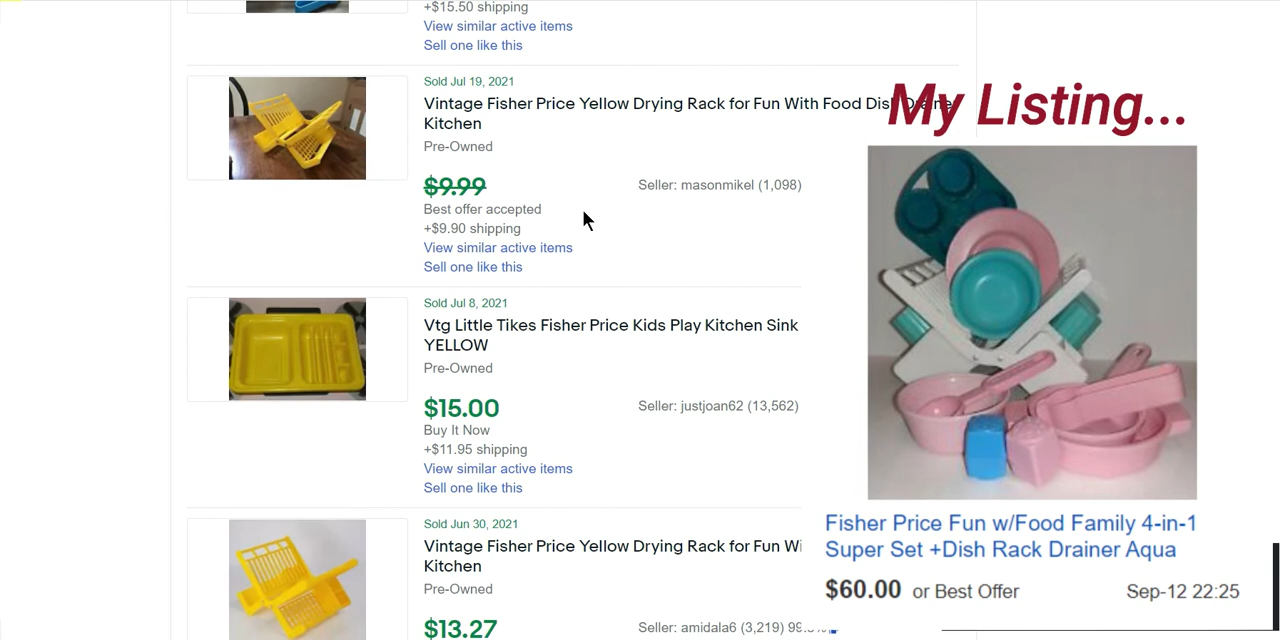 +$15.50 shipping
View similar active items
Sell one like this
Sold Jul 19, 2021
Vintage Fisher Price Yellow Drying Rack for Fun With Food
Kitchen
Pre-Owned
$9.99
Seller: masonmikel (1,098)
Best offer accepted
+$9.90 shipping
View similar active items
Sell one like this
Sold Jul 8, 2021
Vtg Little Tikes Fisher Price Kids Play Kitchen Sink
YELLOW
Pre-Owned
$15.00
Seller: justjoan62 (13,562)
Buy It Now
+$11.95 shipping
View similar active items
Sell one like this
Sold Jun 30, 2021
Vintage Fisher Price Yellow Drying Rack for Fun Wi
Kitchen
Pre-Owned
$13.27
Seller: amidala6 (3,219)
My Listing...
Fisher Price Fun w/Food Family 4-in-1
Super Set +Dish Rack Drainer Aqua
$60.00 or Best Offer
Sep-12 22:25